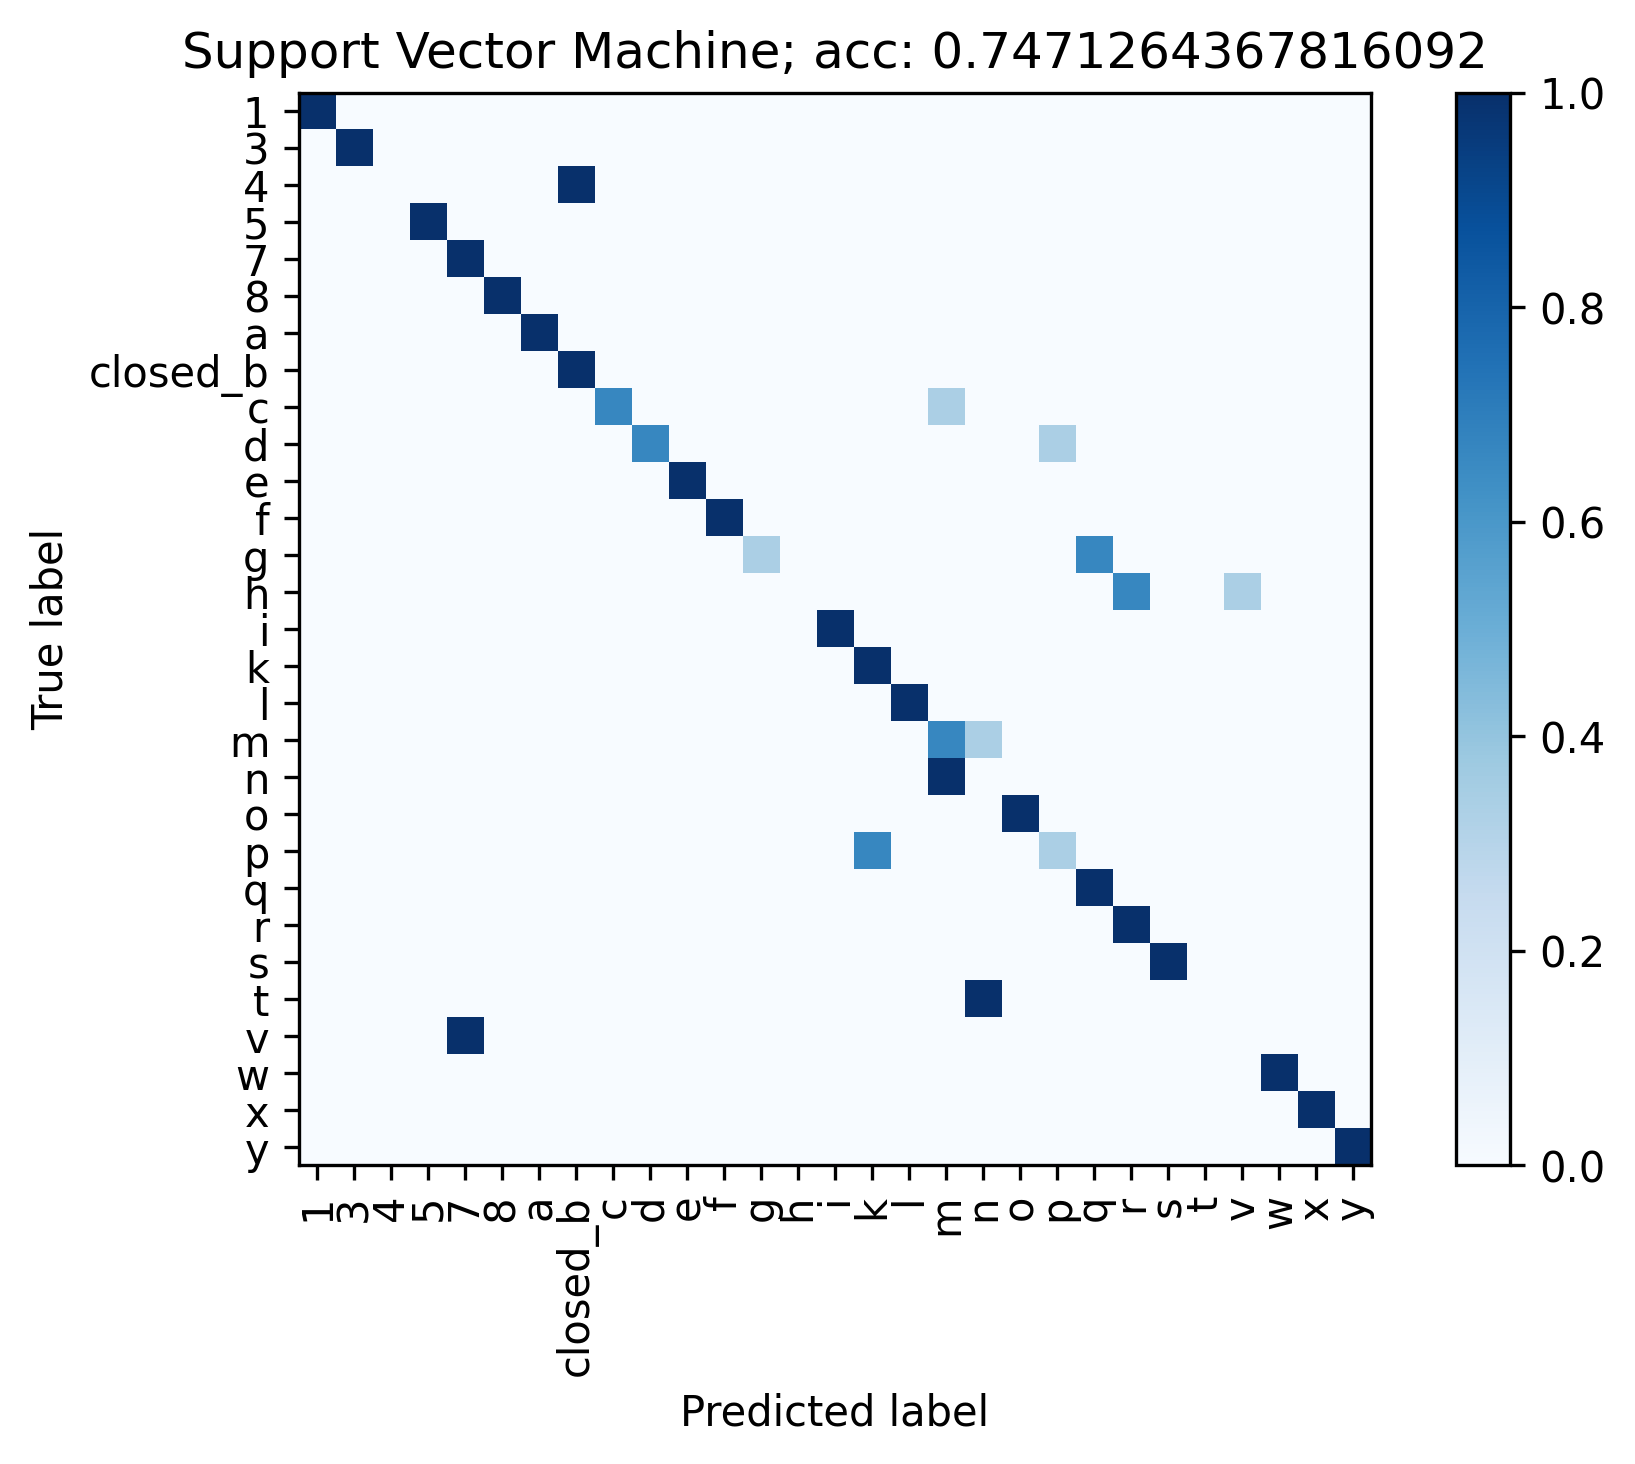 Support Vector Machine; acc: 0.7471264367816092
True label
1
3
4
5
7
8
a
closed_b
c
d
e
f
g
h
i
k
l
m
n
o
p
q
r
s
t
v
w
x
y
1 3 4 5 7 8 a closed_b c d e f g h i k l m n o p q r s t v w x y
Predicted label
1.0
0.8
0.6
0.4
0.2
0.0